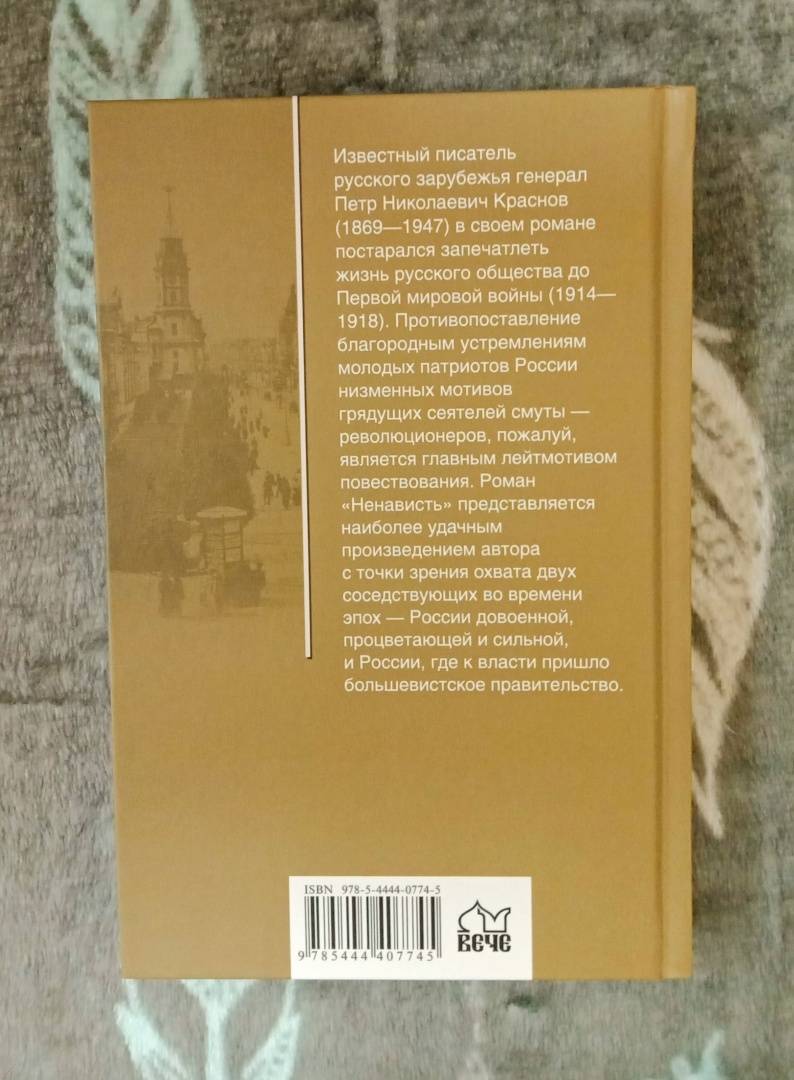 Известный писатель
русского зарубежья генерал
Петр Николаевич Краснов
(1869—1947) в своем романе
постарался запечатлеть
жизнь русского общества до
Первой мировой войны (1914—
1918). Противопоставление
благородным устремлениям
молодых патриотов России
низменных мотивов
грядущих сеятелей смуты —
революционеров, пожалуй,
является главным лейтмотивом
повествования. Роман
«Ненависть» представляется
наиболее удачным
произведением автора
с точки зрения охвата двух
соседствующих во времени
эпох — России довоенной,
процветающей и сильной,
и России, где к власти пришло
большевистское правительство.
ISBN 978-5-4444-0774-5
9 785444 407745
ВЕЧЕ